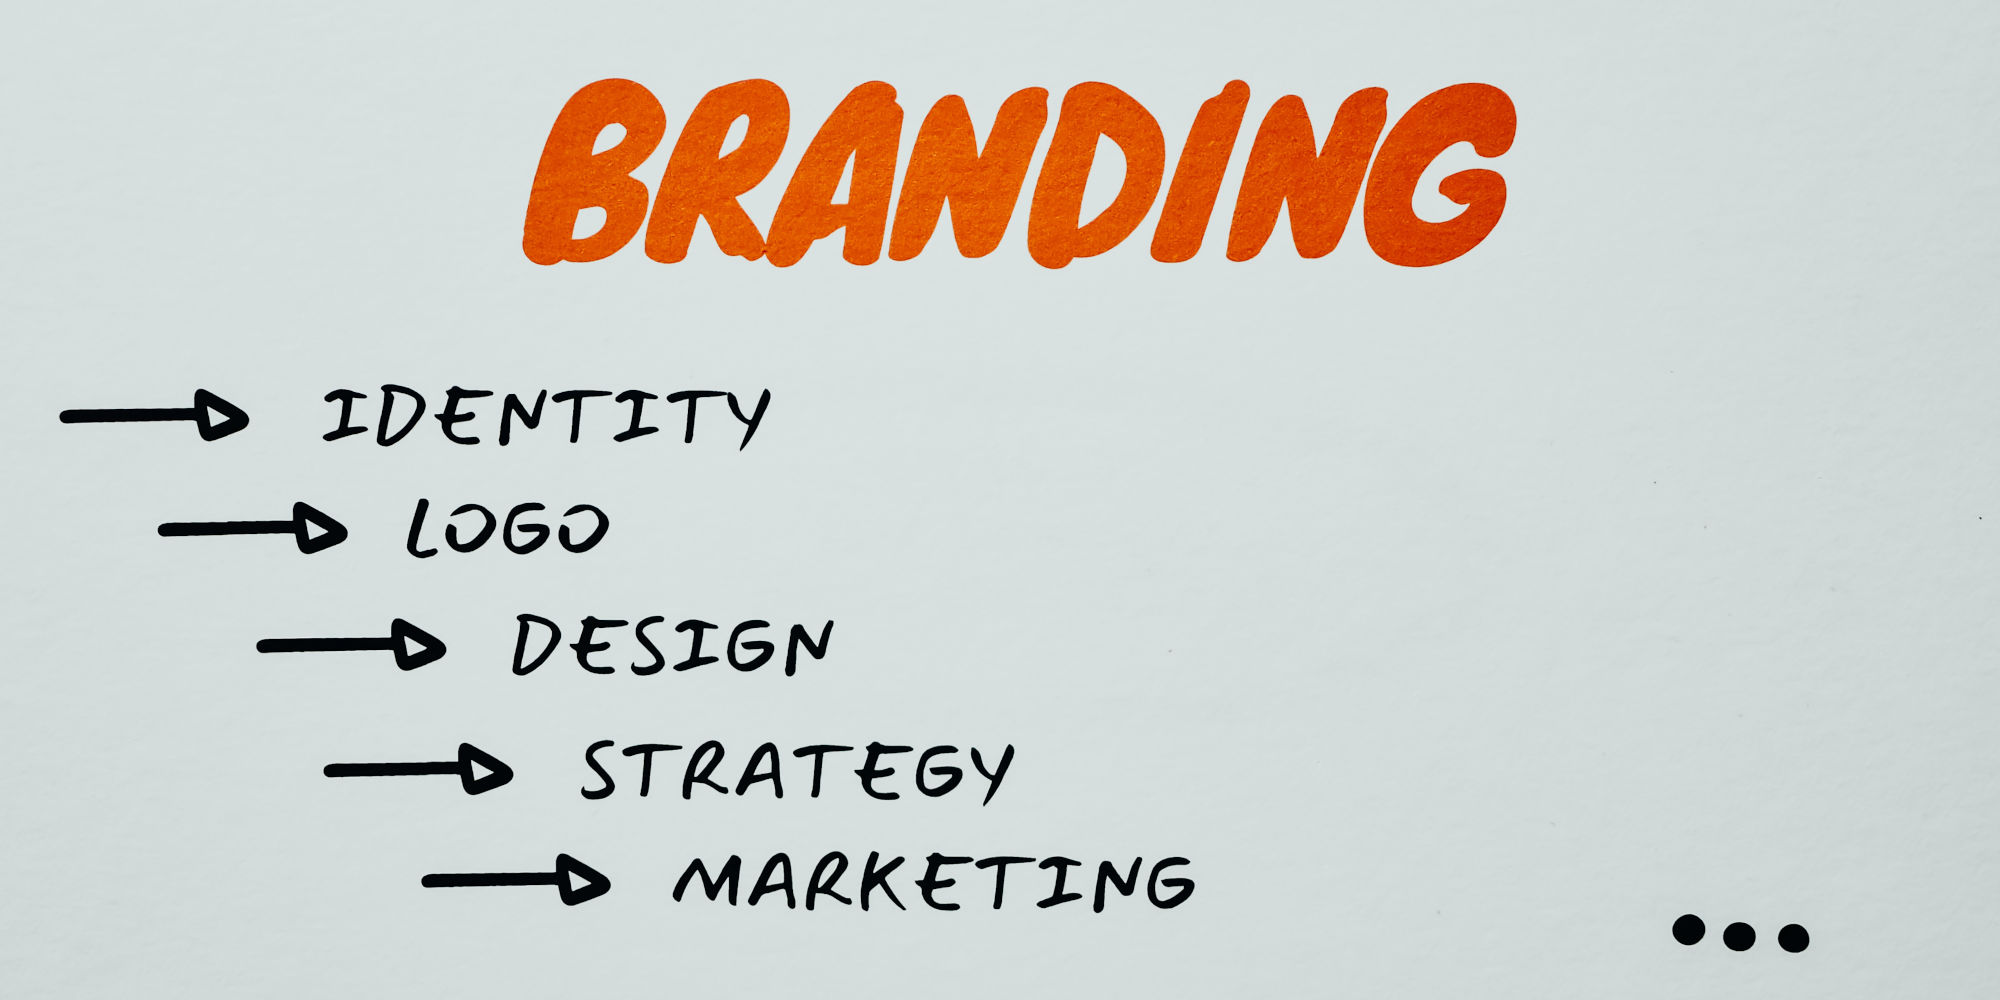 BRANDING
IDENTITY
LOGO
DESIGN
STRATEGY
MARKETING
...